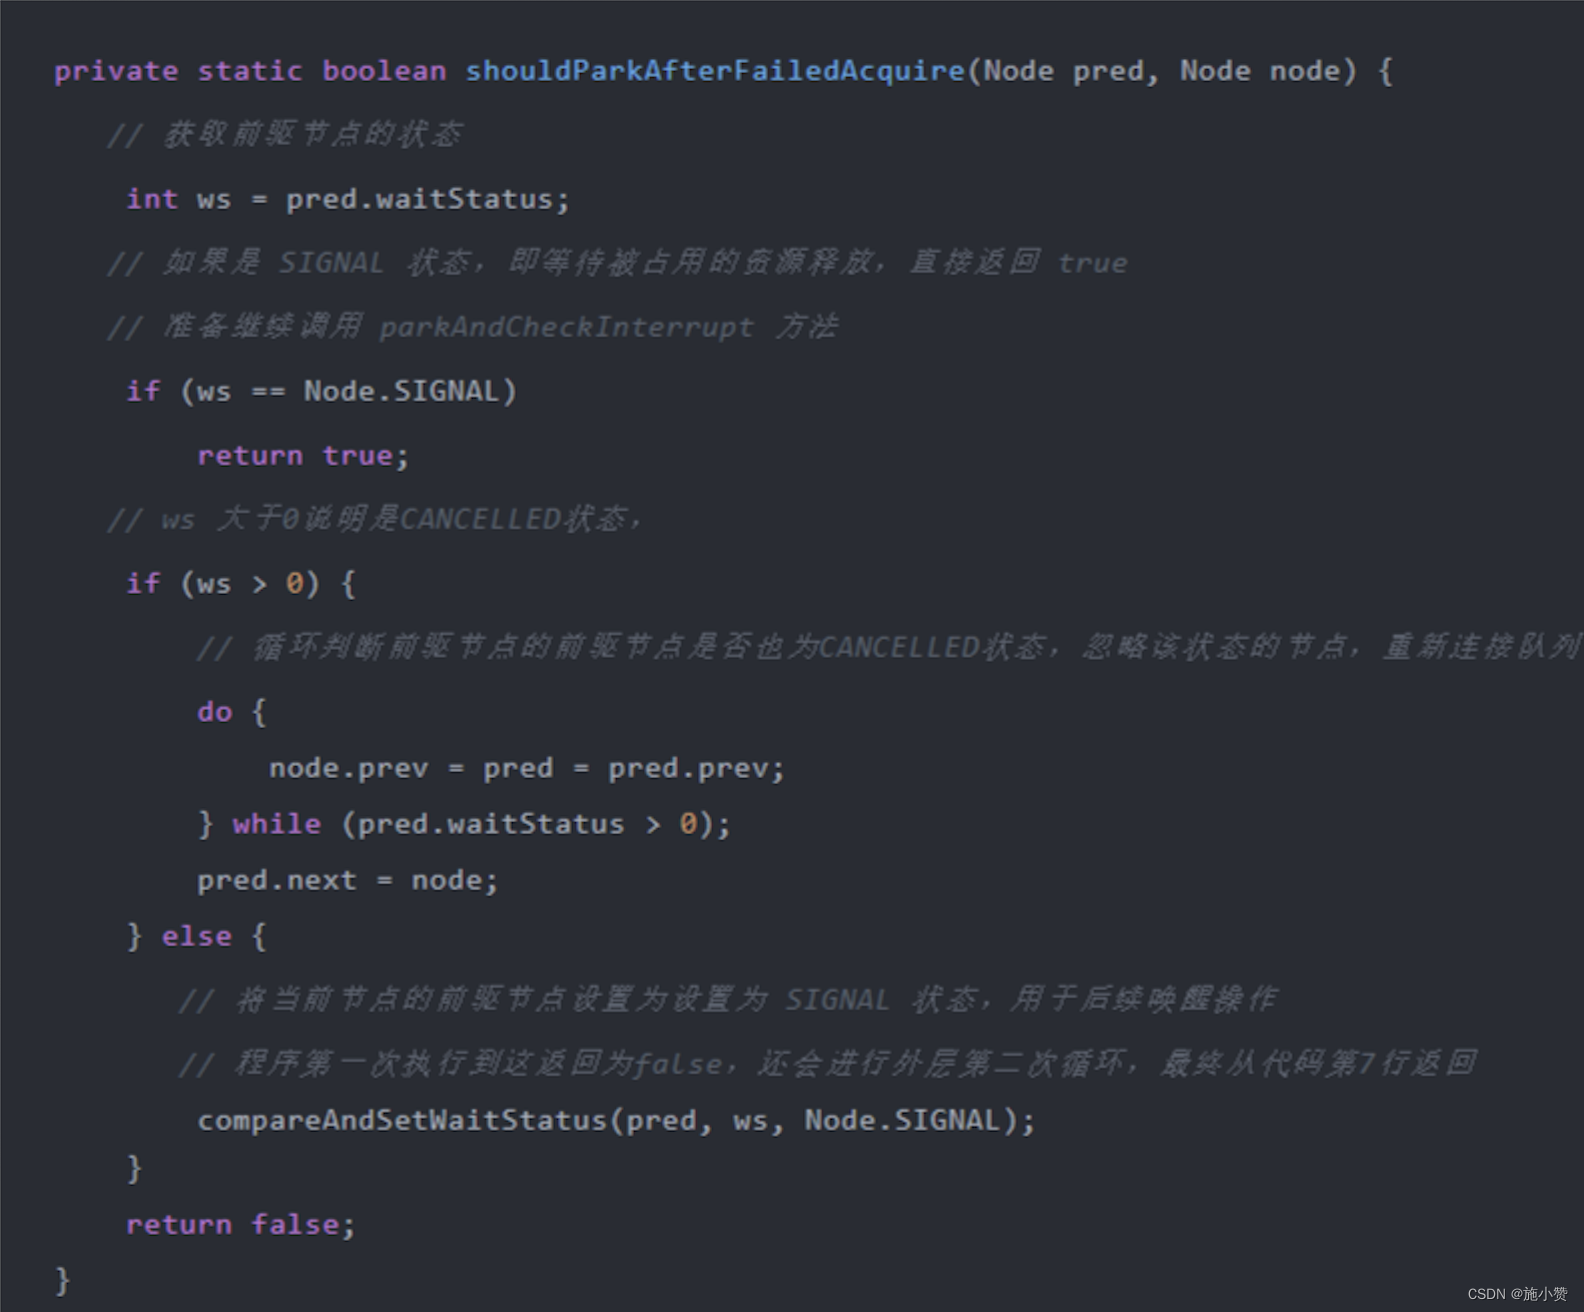 private static boolean shouldParkAfterFailedAcquire(Node pred, Node node) {
// 获取前驱节点的状态
int ws = pred.waitStatus;
// 如果是 SIGNAL 状态，即等待被占用的资源释放，直接返回 true
// 准备继续调用 parkAndCheckInterrupt 方法
if (ws == Node.SIGNAL)
return true;
// ws 大于0说明是CANCELLED状态，
if (ws > 0) {
// 循环判断前驱节点的前驱节点是否也为CANCELLED状态，忽略该状态的节点，重新连接队列
do {
node.prev = pred = pred.prev;
} while (pred.waitStatus > 0);
pred.next = node;
} else {
// 将当前节点的前驱节点设置为设置为 SIGNAL 状态，用于后续唤醒操作
// 程序第一次执行到这返回为false，还会进行外层第二次循环，最终从代码第7行返回
compareAndSetWaitStatus(pred, ws, Node.SIGNAL);
}
return false;
}
CSDN @施小赞